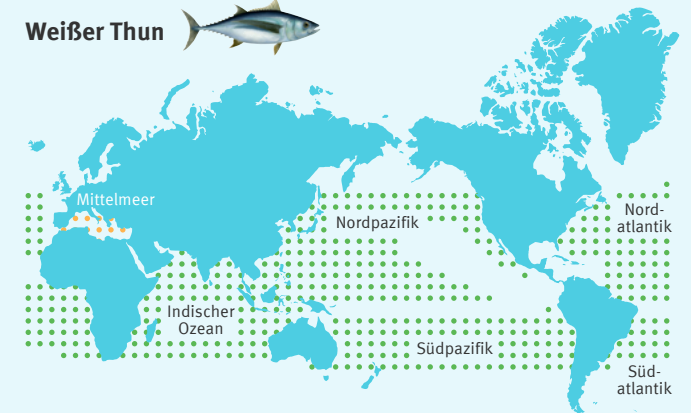 Weißer Thun
Mittelmeer
Nordpazifik
Nord-
atlantik
Indischer
Ozean
Südpazifik
Süd-
atlantik